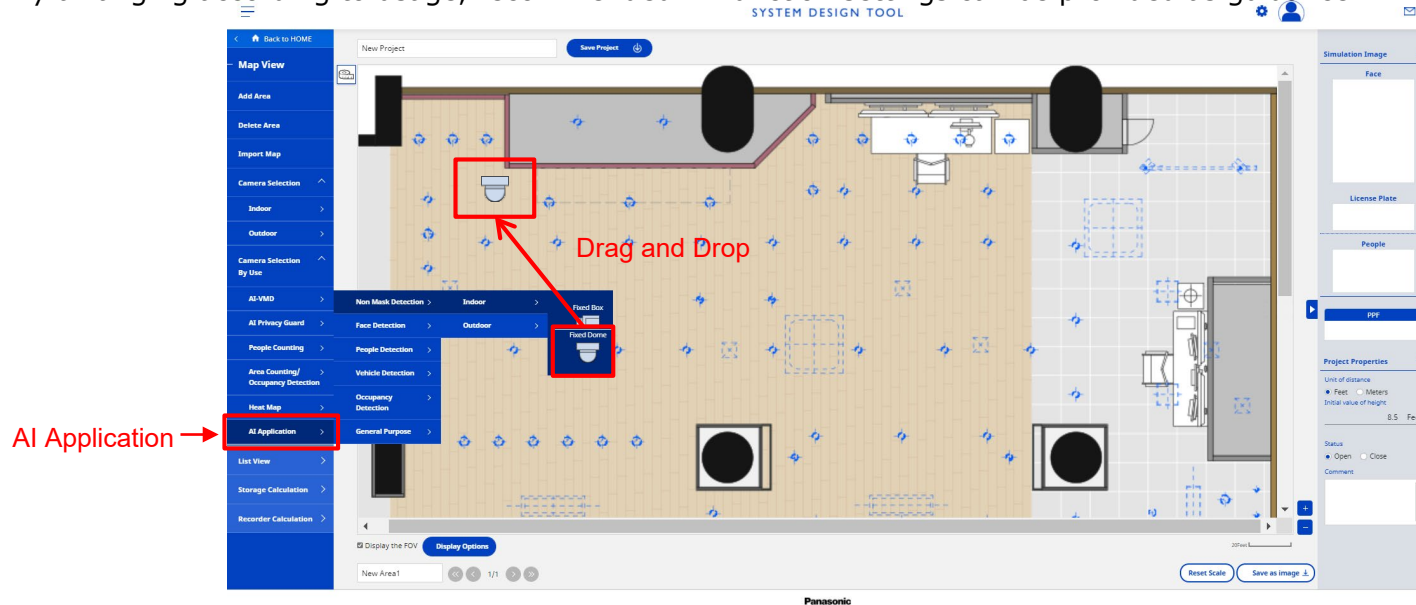 SYSTEM DESIGN TOOL
Back to HOME
Map View
Add Area
Delete Area
Import Map
Camera Selection
Indoor
Outdoor
Camera Selection
By Use
AI-VMD
AI Privacy Guard
People Counting
Area Counting/
Occupancy Detection
Heat Map
AI Application
List View
Storage Calculation
Recorder Calculation
AI Application
New Project
Save Project
Drag and Drop
Non Mask Detection
Face Detection
People Detection
Vehicle Detection
Occupancy
Detection
General Purpose
Indoor
Outdoor
Fixed Box
Fixed Dome
Display the FOV
Display Options
New Area1
1/1
20Feet
Reset Scale
Save as image
Simulation Image
Face
License Plate
People
PPF
Project Properties
Unit of distance
Feet Meters
Initial value of height
8.5
Status
Open Close
Comment
Panasonic